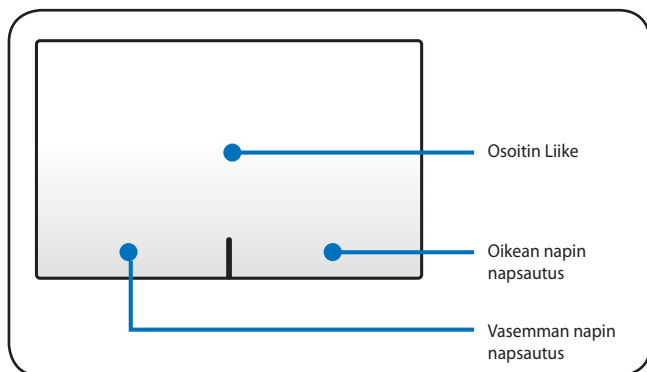 Osoitin Liike
Oikean napin
napsautus
Vasemman napin
napsautus